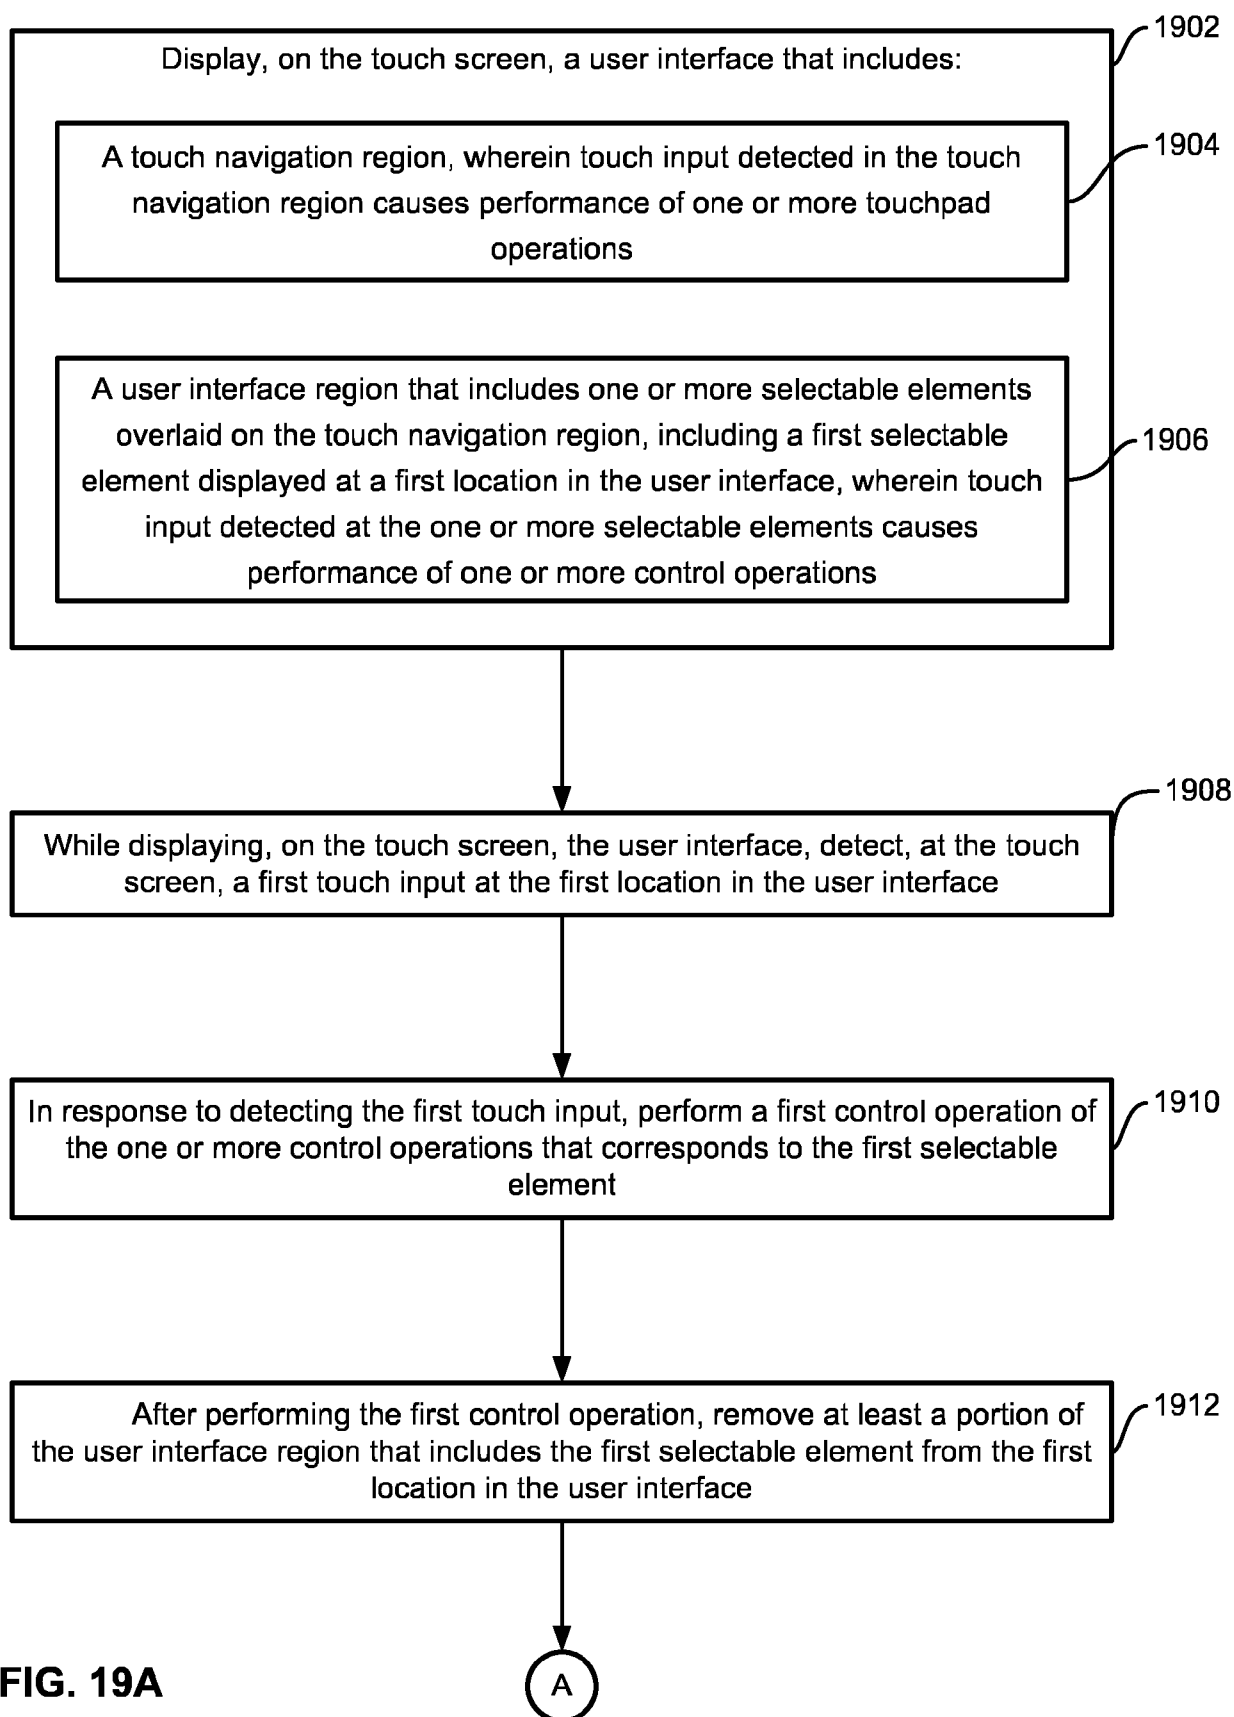 1902
Display, on the touch screen, a user interface that includes:
1904
A touch navigation region, wherein touch input detected in the touch
navigation region causes performance of one or more touchpad
operations
A user interface region that includes one or more selectable elements
overlaid on the touch navigation region, including a first selectable
1906
element displayed at a first location in the user interface, wherein touch
input detected at the one or more selectable elements causes
performance of one or more control operations
1908
While displaying, on the touch screen, the user interface, detect, at the touch
screen, a first touch input at the first location in the user interface
1910
In response to detecting the first touch input, perform a first control operation of
the one or more control operations that corresponds to the first selectable
element
1912
After performing the first control operation, remove at least a portion of
the user interface region that includes the first selectable element from the first
location in the user interface
FIG. 19A
A